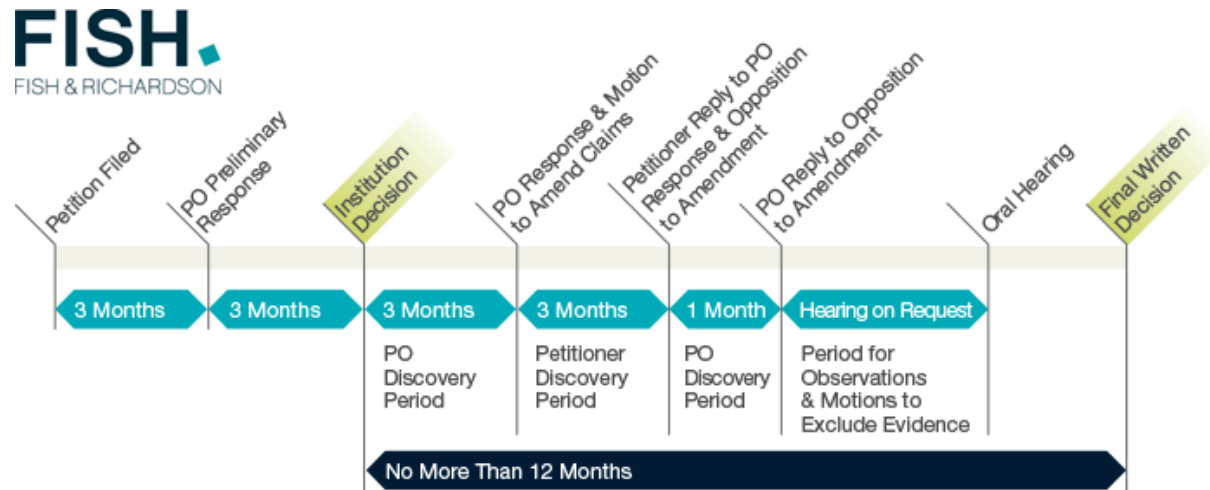 FISH
FISH & RICHARDSON
Petition Filed
PO Preliminary
Response
Institution
Decision
PO Response & Motion
to Amend Claims
Petitioner Reply to PO
Response & Opposition
to Amendment
PO Reply to Opposition
to Amendment
Oral Hearing
Final Written
Decision
3 Months
3 Months
3 Months
3 Months
1 Month
Hearing on Request
PO
Discovery
Period
Petitioner
Discovery
Period
PO
Discovery
Period
Period for
Observations
& Motions to
Exclude Evidence
No More Than 12 Months